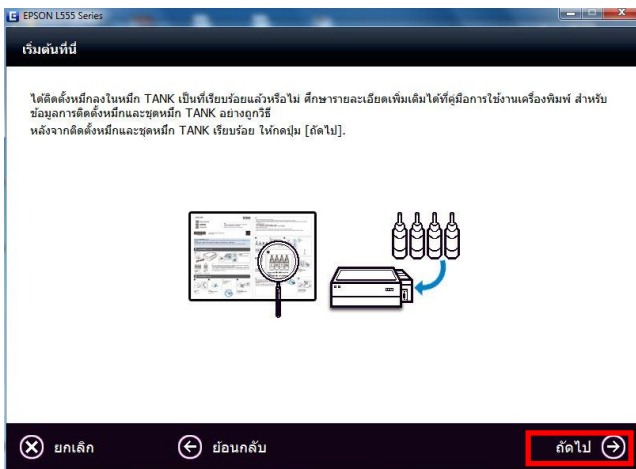 EPSON L555 Series
เริ่มต้นที่นี่
ได้ติดตั้งหมึกลงในหมึก TANK เป็นที่เรียบร้อยแล้วหรือไม่ ศึกษารายละเอียดเพิ่มเติมได้ที่คู่มือการใช้งานเครื่องพิมพ์ สำหรับ
ข้อมูลการติดตั้งหมึกและชุดหมึก TANK อย่างถูกวิธี
หลังจากติดตั้งหมึกและชุดหมึก TANK เรียบร้อย ให้กดปุ่ม [ถัดไป].
ยกเลิก
ย้อนกลับ
ถัดไป